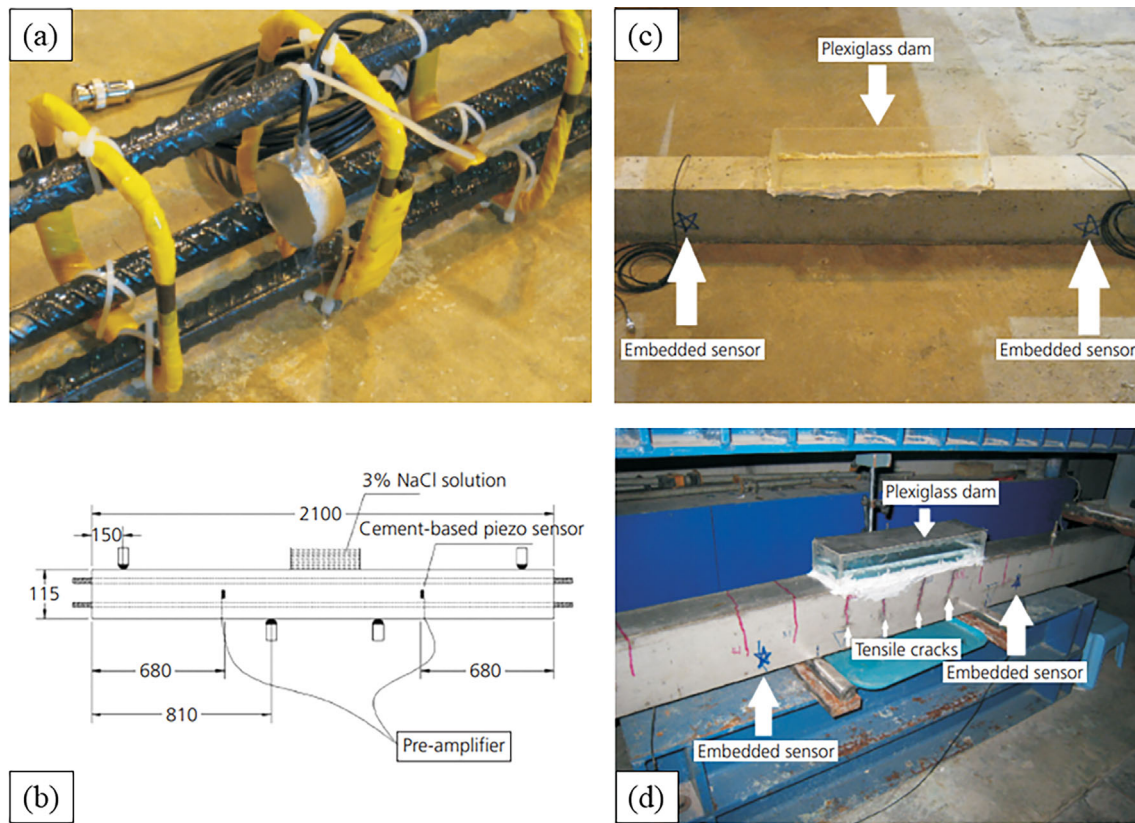 (a)
(c)
Plexiglass dam
Embedded sensor
Embedded sensor
(b)
3% NaCl solution
2100
Cement-based piezo sensor
150
115
680
680
810
Pre-amplifier
(d)
Plexiglass dam
Tensile cracks
Embedded sensor
Embedded sensor